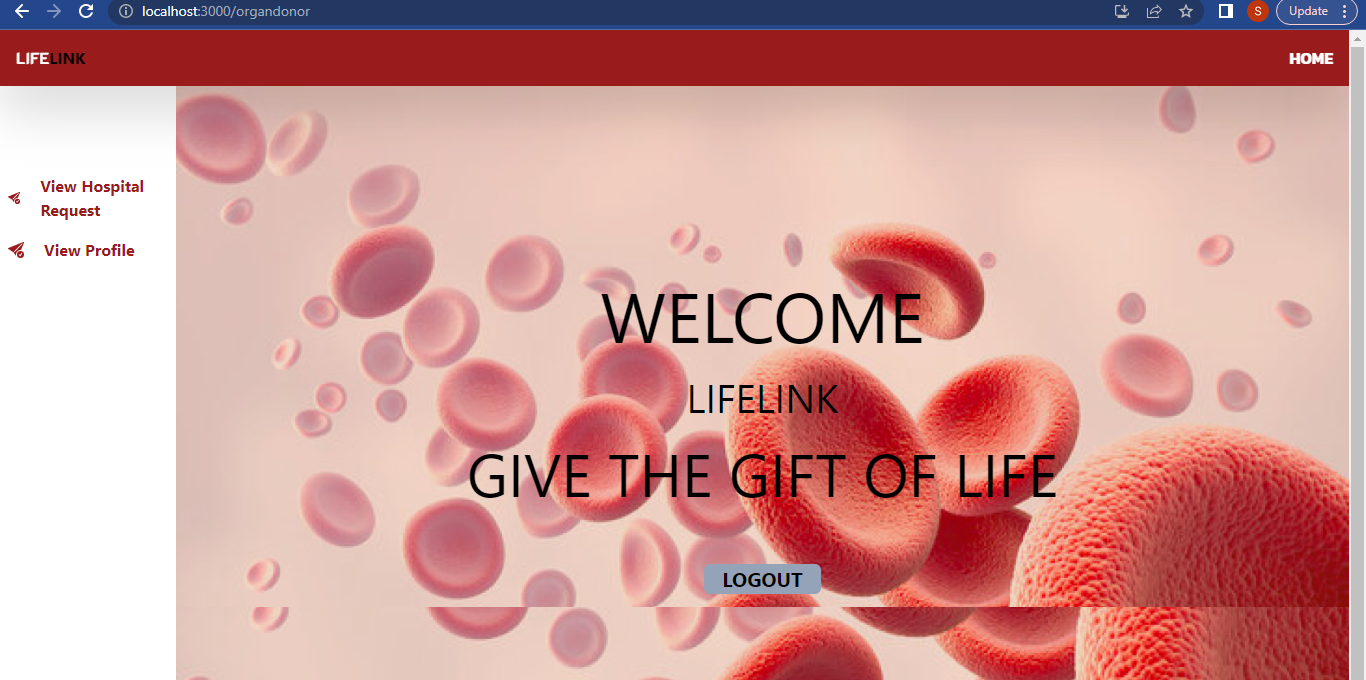 localhost:3000/organdonor
S
Update
LIFELINK
HOME
View Hospital
Request
View Profile
WELCOME
LIFELINK
GIVE THE GIFT OF LIFE
LOGOUT